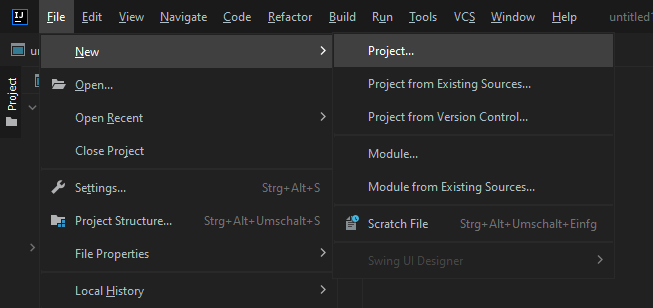 IJ File Edit View Navigate Code Refactor Build Run Tools VCS Window Help untitled
un
Project
New
Open...
Open Recent
Close Project
Settings... Strg+Alt+S
Project Structure... Strg+Alt+Umschalt+S
File Properties
Local History
Project...
Project from Existing Sources...
Project from Version Control...
Module...
Module from Existing Sources...
Scratch File Strg+Alt+Umschalt+Einfg
Swing UI Designer